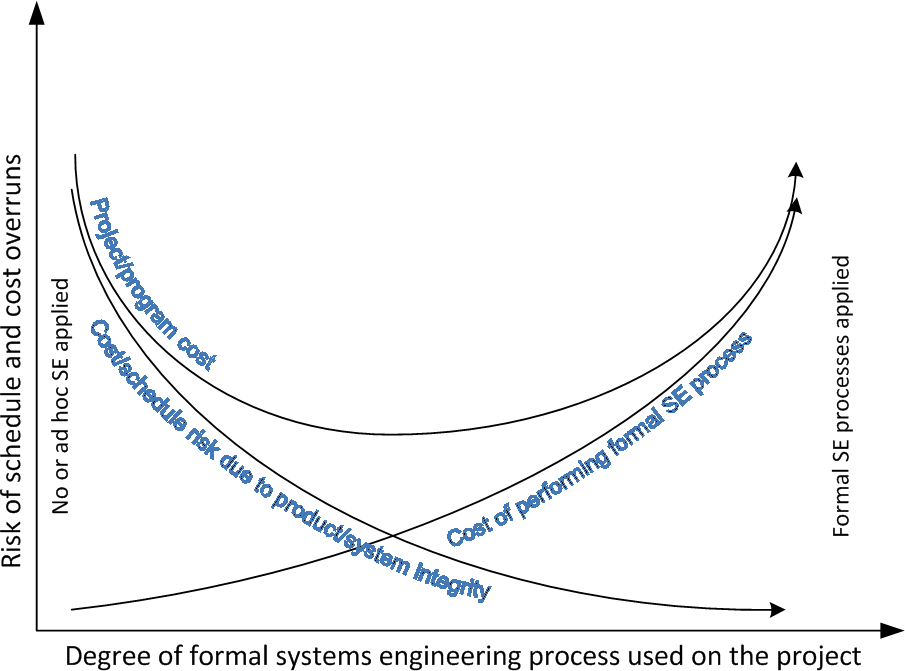 Risk of schedule and cost overruns
No or ad hoc SE applied
Project/program cost
Cost/schedule risk due to product/system integrity
Cost of performing formal SE process
Formal SE processes applied
Degree of formal systems engineering process used on the project